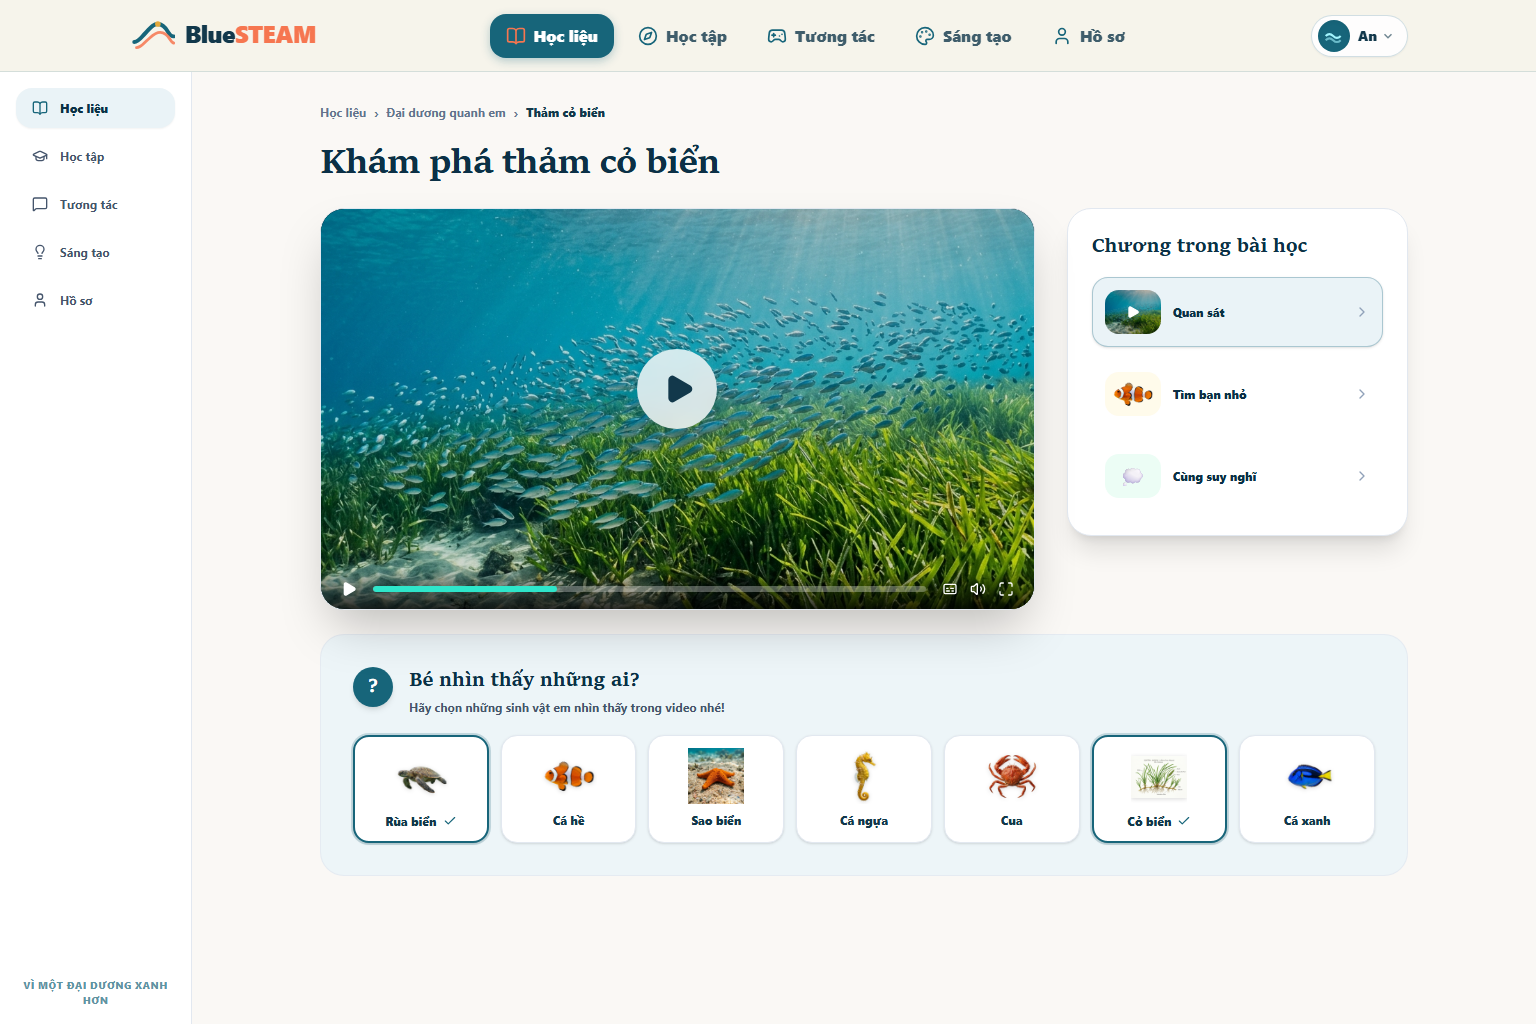 BlueSTEAM
Học liệu
Học tập
Tương tác
Sáng tạo
Hồ sơ
An
Học liệu
Học tập
Tương tác
Sáng tạo
Hồ sơ
VÌ MỘT ĐẠI DƯƠNG XANH
HƠN
Học liệu › Đại dương quanh em › Thảm cỏ biển
Khám phá thảm cỏ biển
Chương trong bài học
Quan sát
Tìm bạn nhỏ
Cùng suy nghĩ
?
Bé nhìn thấy những ai?
Hãy chọn những sinh vật em nhìn thấy trong video nhé!
Rùa biển
Cá hề
Sao biển
Cá ngựa
Cua
Cỏ biển
Cá xanh